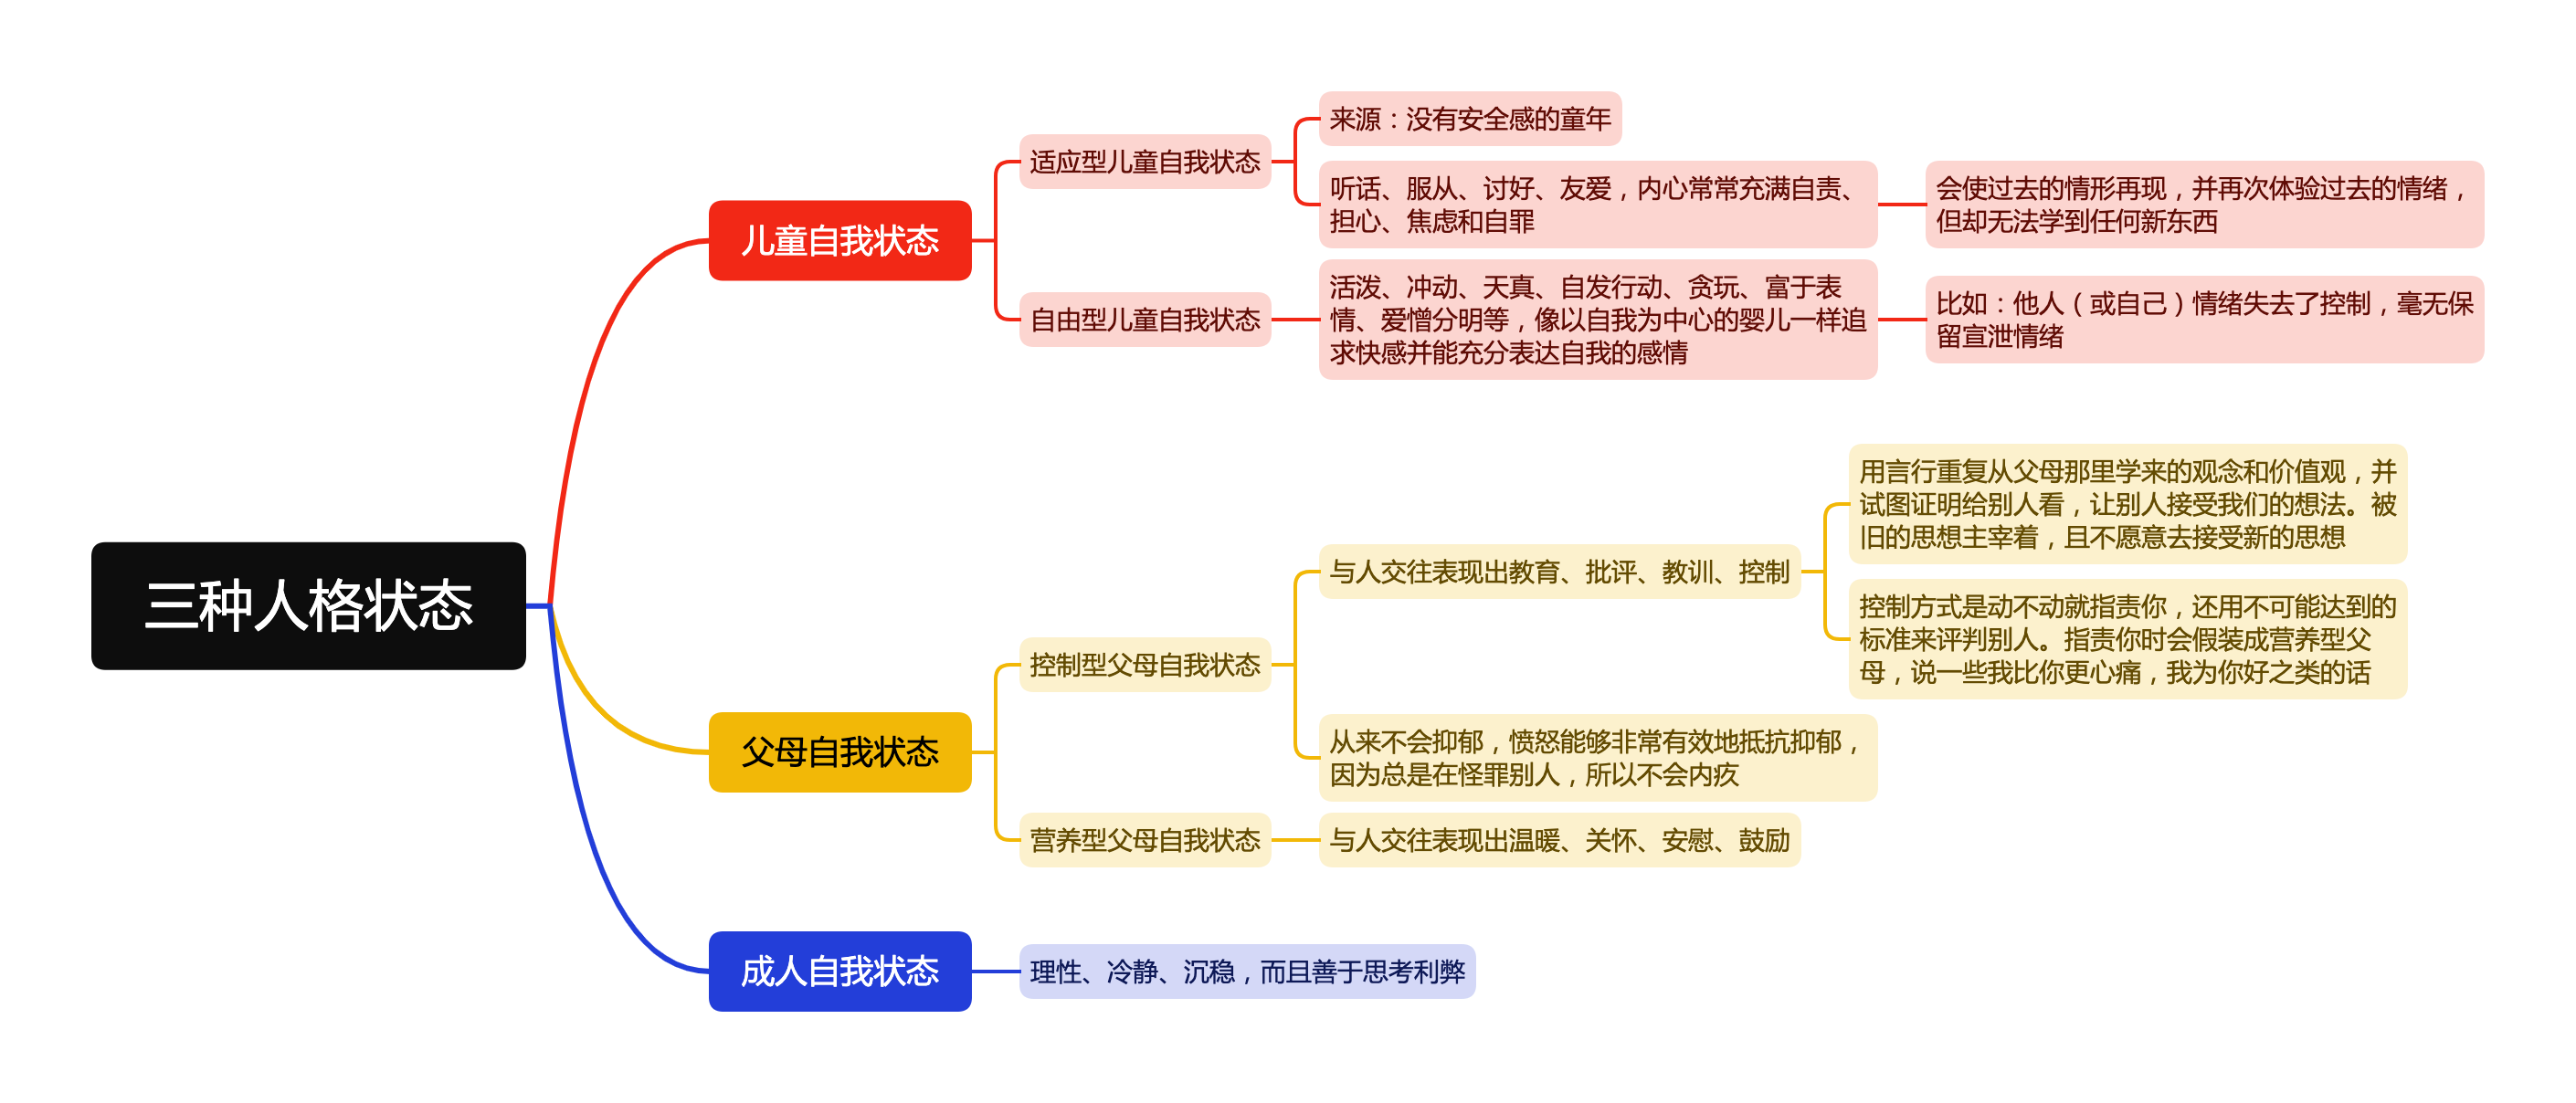 三种人格状态
儿童自我状态
适应型儿童自我状态
来源：没有安全感的童年
听话、服从、讨好、友爱，内心常常充满自责、
担心、焦虑和自罪
会使过去的情形再现，并再次体验过去的情绪，
但却无法学到任何新东西
自由型儿童自我状态
活泼、冲动、天真、自发行动、贪玩、富于表
情、爱憎分明等，像以自我为中心的婴儿一样追
求快感并能充分表达自我的感情
比如：他人（或自己）情绪失去了控制，毫无保
留宣泄情绪
父母自我状态
控制型父母自我状态
与人交往表现出教育、批评、教训、控制
用言行重复从父母那里学来的观念和价值观，并
试图证明给别人看，让别人接受我们的想法。被
旧的思想主宰着，且不愿意去接受新的思想
控制方式是动不动就指责你，还用不可能达到的
标准来评判别人。指责你时会假装成营养型父
母，说一些我比你更心痛，我为你好之类的话
从来不会抑郁，愤怒能够非常有效地抵抗抑郁，
因为总是在怪罪别人，所以不会内疚
营养型父母自我状态
与人交往表现出温暖、关怀、安慰、鼓励
成人自我状态
理性、冷静、沉稳，而且善于思考利弊